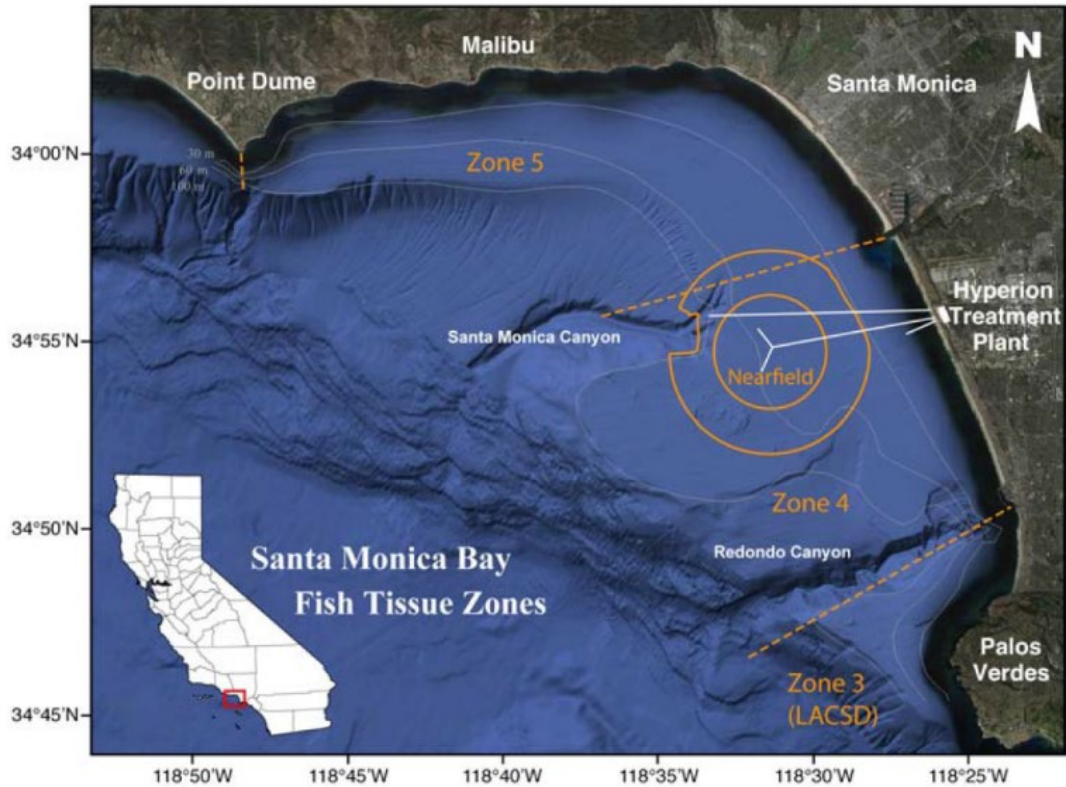 Malibu
Point Dume
Santa Monica
N
34°00'N
30 m
60 m
100 m
Zone 5
Hyperion
Treatment
Plant
34°55'N
Santa Monica Canyon
Nearfield
Zone 4
34°50'N
Redondo Canyon
Santa Monica Bay
Fish Tissue Zones
Palos
Verdes
Zone 3
(LACSD)
34°45'N
118°50'W
118°45'W
118°40'W
118°35'W
118°30'W
118°25'W